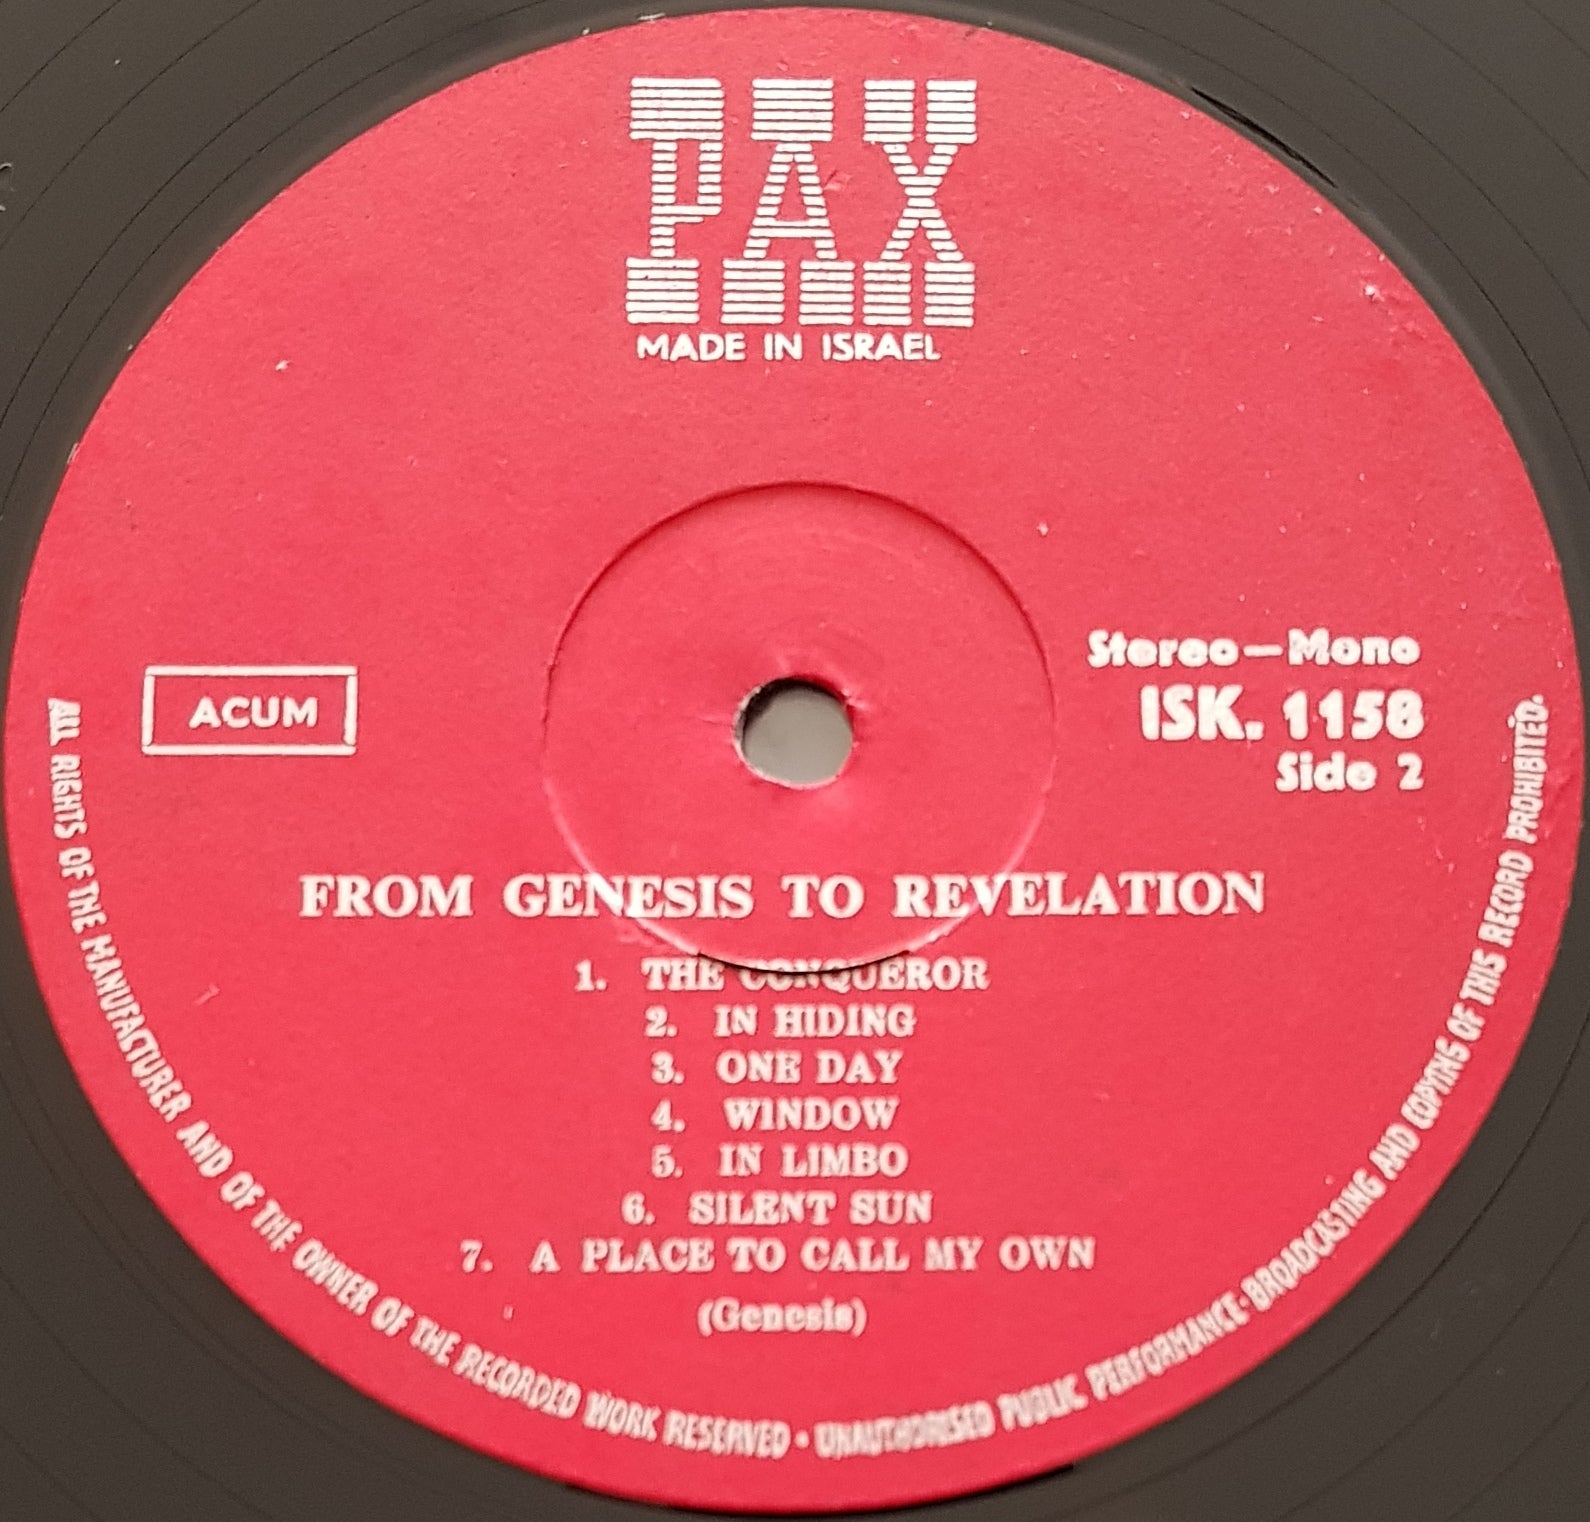 PAX
MADE IN ISRAEL
Stereo—Mono
ACUM
ISK. 1158
Side 2
FROM GENESIS TO REVELATION
1. THE CONQUEROR
2. IN HIDING
3. ONE DAY
4. WINDOW
5. IN LIMBO
6. SILENT SUN
7. A PLACE TO CALL MY OWN
(Genesis)
ALL RIGHTS OF THE MANUFACTURER AND OF THE OWNER OF THE RECORDED WORK RESERVED · UNAUTHORISED PUBLIC PERFORMANCE · BROADCASTING AND COPYING OF THIS RECORD PROHIBITED.